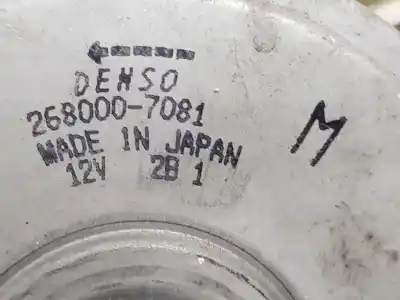 DENSO
268000-7081
MADE IN JAPAN
12V 2B 1
M